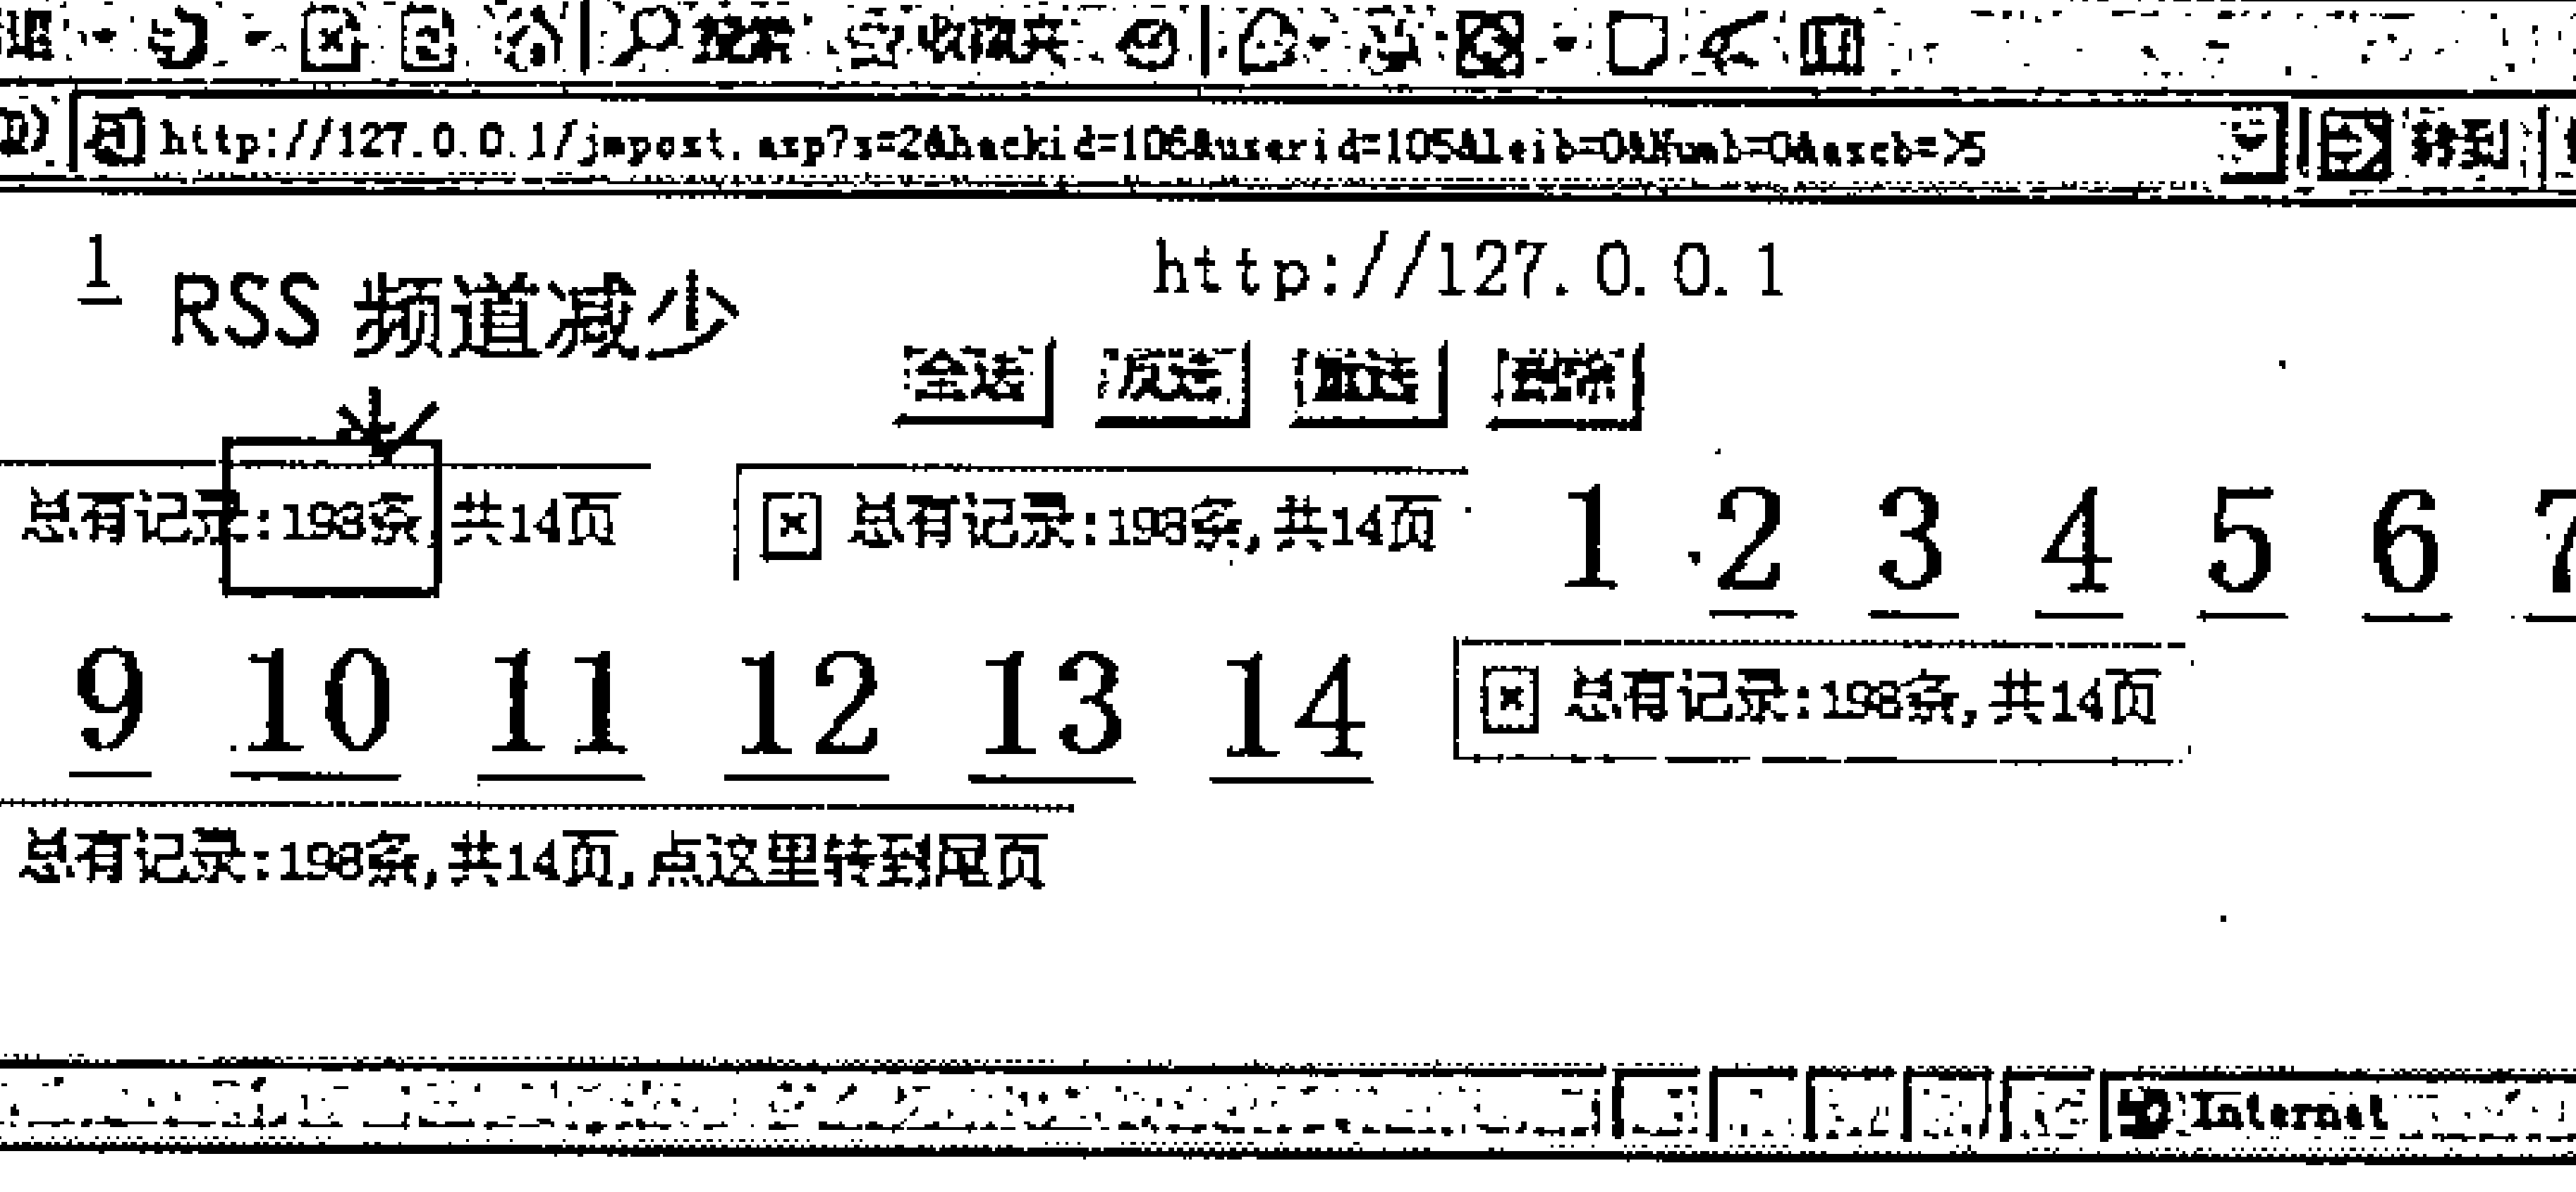 搜索 收藏夹
http://127.0.0.1/jmpost.asp?s=2&hackid=106&userid=105&leib=0&Numb=0&ascb=>5 转到
1 http://127.0.0.1
RSS 频道减少
全选 反选 删除
总有记录:198条,共14页 总有记录:198条,共14页 1 2 3 4 5 6 7
9 10 11 12 13 14 总有记录:198条,共14页
总有记录:198条,共14页,点这里转到尾页
Internet